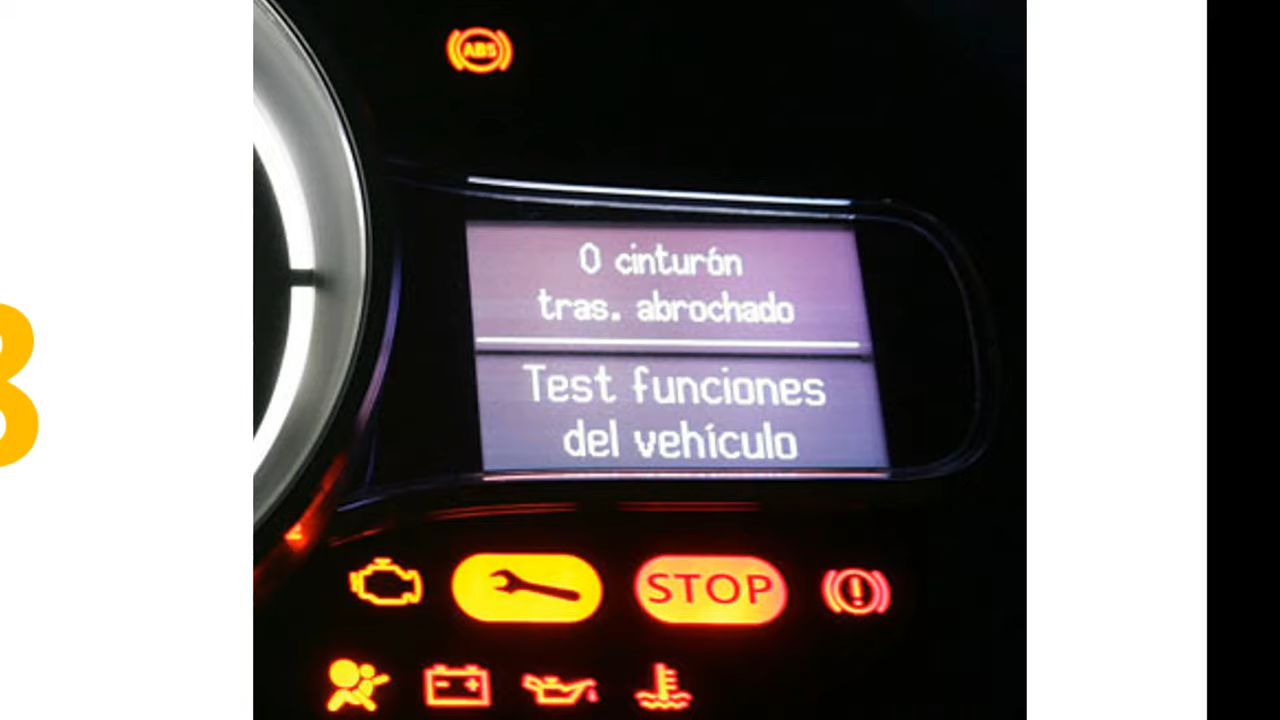 ABS
0 cinturón
tras. abrochado
Test funciones
del vehículo
STOP